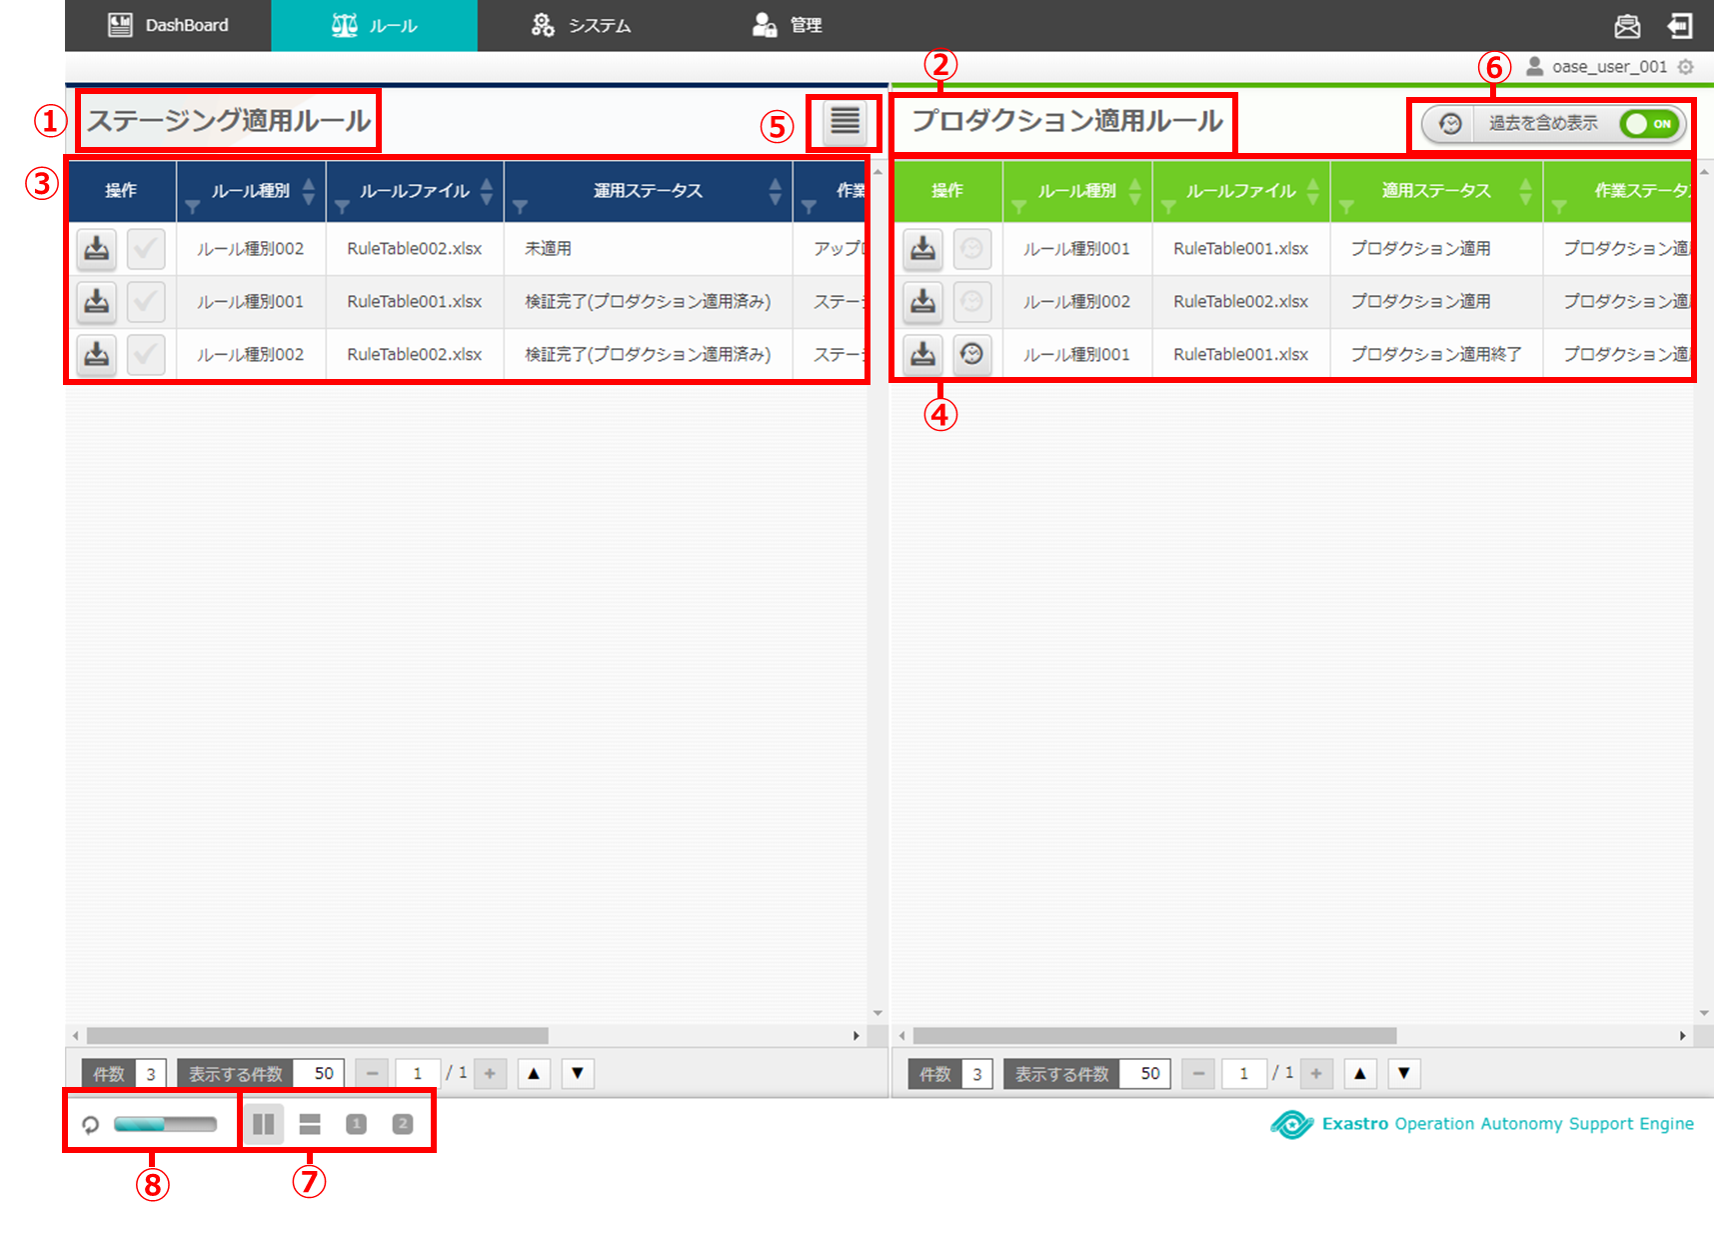 DashBoard ルール システム 管理
oase_user_001
① ステージング適用ルール ⑤ ② プロダクション適用ルール ⑥ 過去を含め表示 ON
③ 操作 ルール種別 ルールファイル 運用ステータス 作業
ルール種別002 RuleTable002.xlsx 未適用 アップロ
ルール種別001 RuleTable001.xlsx 検証完了(プロダクション適用済み) ステー
ルール種別002 RuleTable002.xlsx 検証完了(プロダクション適用済み) ステー
操作 ルール種別 ルールファイル 適用ステータス 作業ステータ
ルール種別001 RuleTable001.xlsx プロダクション適用 プロダクション適
ルール種別002 RuleTable002.xlsx プロダクション適用 プロダクション適
ルール種別001 RuleTable001.xlsx プロダクション適用終了 プロダクション適
④
件数 3 表示する件数 50 － 1 / 1 + ▲ ▼
件数 3 表示する件数 50 － 1 / 1 + ▲ ▼
1 2
Exastro Operation Autonomy Support Engine
⑧ ⑦